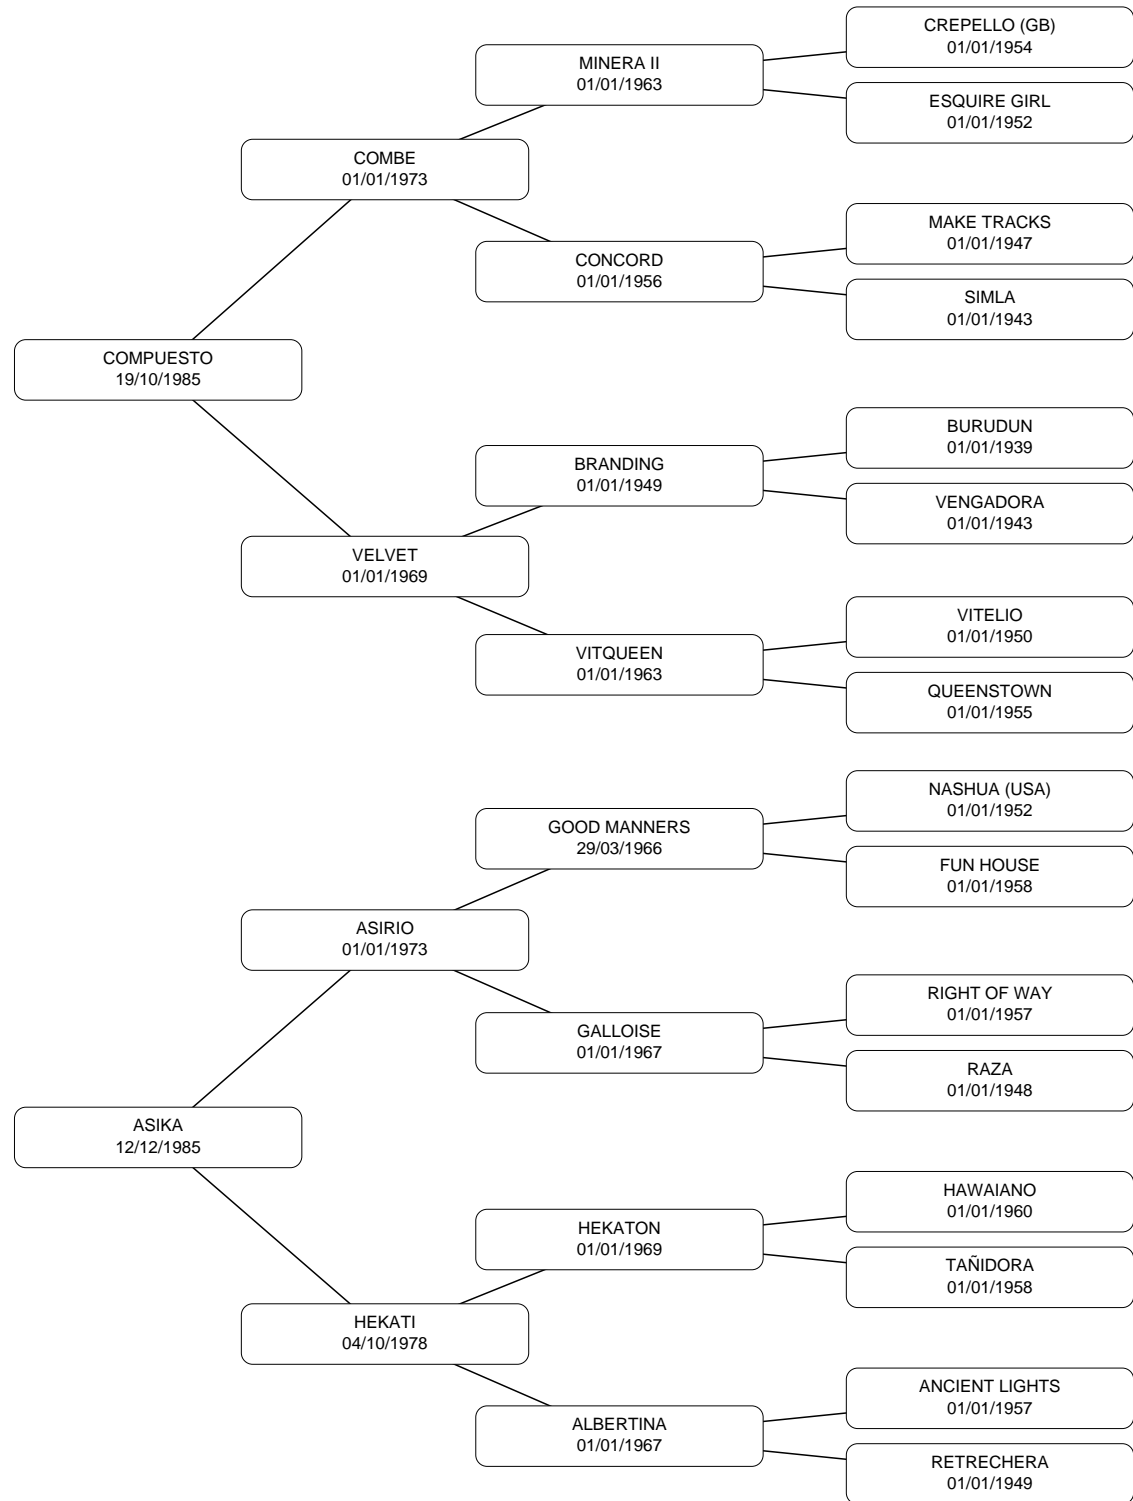 CREPELLO (GB)
01/01/1954
MINERA II
01/01/1963
ESQUIRE GIRL
01/01/1952
COMBE
01/01/1973
MAKE TRACKS
01/01/1947
CONCORD
01/01/1956
SIMLA
01/01/1943
COMPUESTO
19/10/1985
BURUDUN
01/01/1939
BRANDING
01/01/1949
VENGADORA
01/01/1943
VELVET
01/01/1969
VITELIO
01/01/1950
VITQUEEN
01/01/1963
QUEENSTOWN
01/01/1955
NASHUA (USA)
01/01/1952
GOOD MANNERS
29/03/1966
FUN HOUSE
01/01/1958
ASIRIO
01/01/1973
RIGHT OF WAY
01/01/1957
GALLOISE
01/01/1967
RAZA
01/01/1948
ASIKA
12/12/1985
HAWAIANO
01/01/1960
HEKATON
01/01/1969
TAÑIDORA
01/01/1958
HEKATI
04/10/1978
ANCIENT LIGHTS
01/01/1957
ALBERTINA
01/01/1967
RETRECHERA
01/01/1949